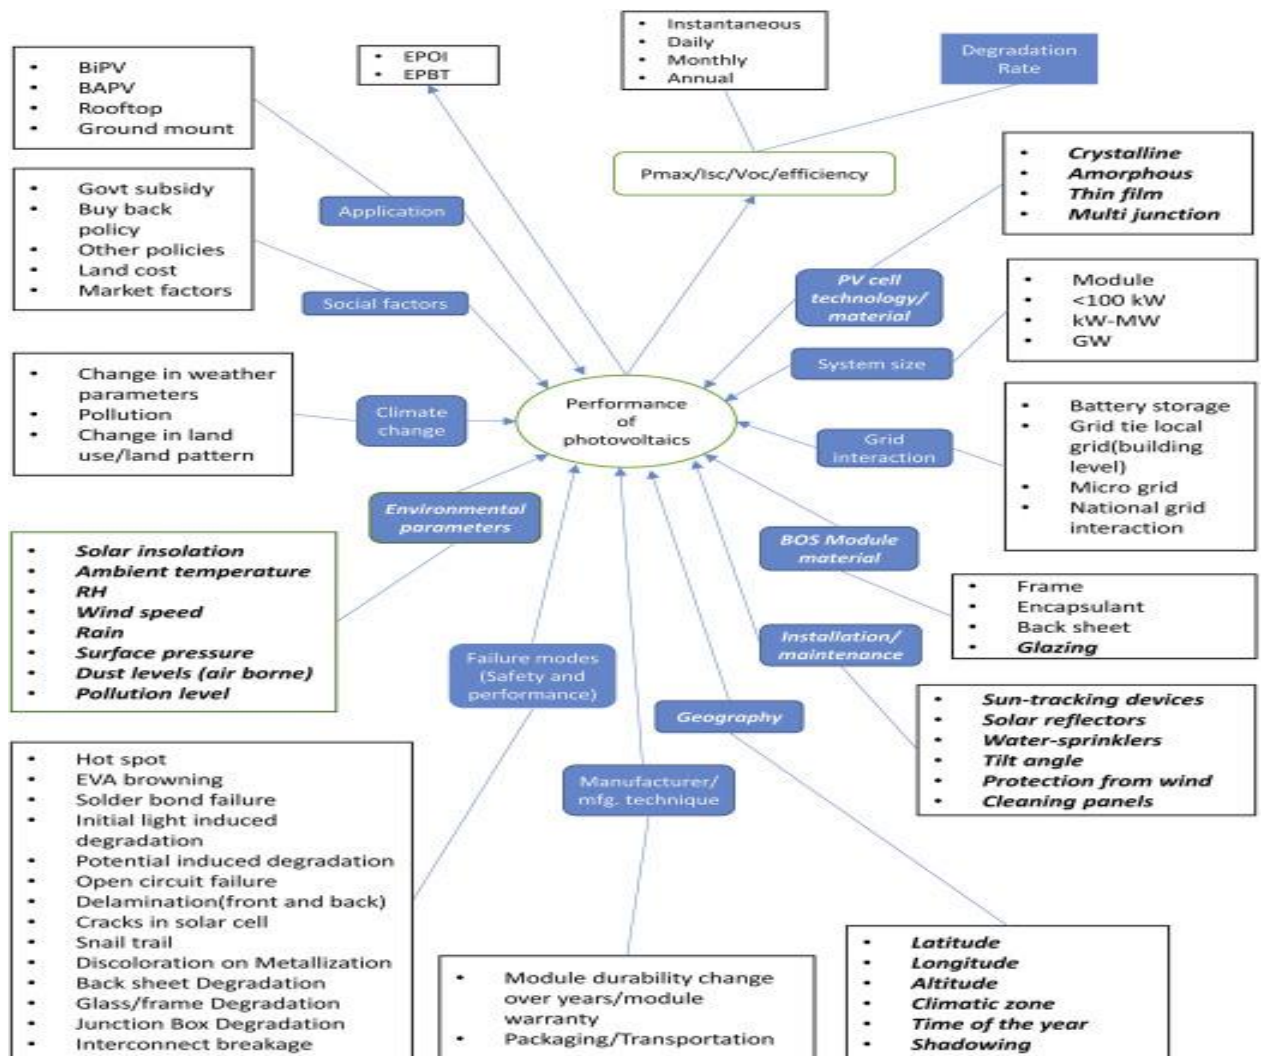 • Instantaneous
• Daily
• Monthly
• Annual
Degradation
Rate
• EPOI
• EPBT
• BiPV
• BAPV
• Rooftop
• Ground mount
Pmax/Isc/Voc/efficiency
• Crystalline
• Amorphous
• Thin film
• Multi junction
• Govt subsidy
• Buy back
policy
• Other policies
• Land cost
• Market factors
Application
Social factors
PV cell
technology/
material
• Module
• <100 kW
• kW-MW
• GW
System size
• Change in weather
parameters
• Pollution
• Change in land
use/land pattern
Climate
change
Performance
of
photovoltaics
Grid
interaction
• Battery storage
• Grid tie local
grid(building
level)
• Micro grid
• National grid
interaction
Environmental
parameters
BOS Module
material
• Solar insolation
• Ambient temperature
• RH
• Wind speed
• Rain
• Surface pressure
• Dust levels (air borne)
• Pollution level
• Frame
• Encapsulant
• Back sheet
• Glazing
Failure modes
(Safety and
performance)
Installation/
maintenance
Geography
• Sun-tracking devices
• Solar reflectors
• Water-sprinklers
• Tilt angle
• Protection from wind
• Cleaning panels
Manufacturer/
mfg. technique
• Hot spot
• EVA browning
• Solder bond failure
• Initial light induced
degradation
• Potential induced degradation
• Open circuit failure
• Delamination(front and back)
• Cracks in solar cell
• Snail trail
• Discoloration on Metallization
• Back sheet Degradation
• Glass/frame Degradation
• Junction Box Degradation
• Interconnect breakage
• Module durability change
over years/module
warranty
• Packaging/Transportation
• Latitude
• Longitude
• Altitude
• Climatic zone
• Time of the year
• Shadowing